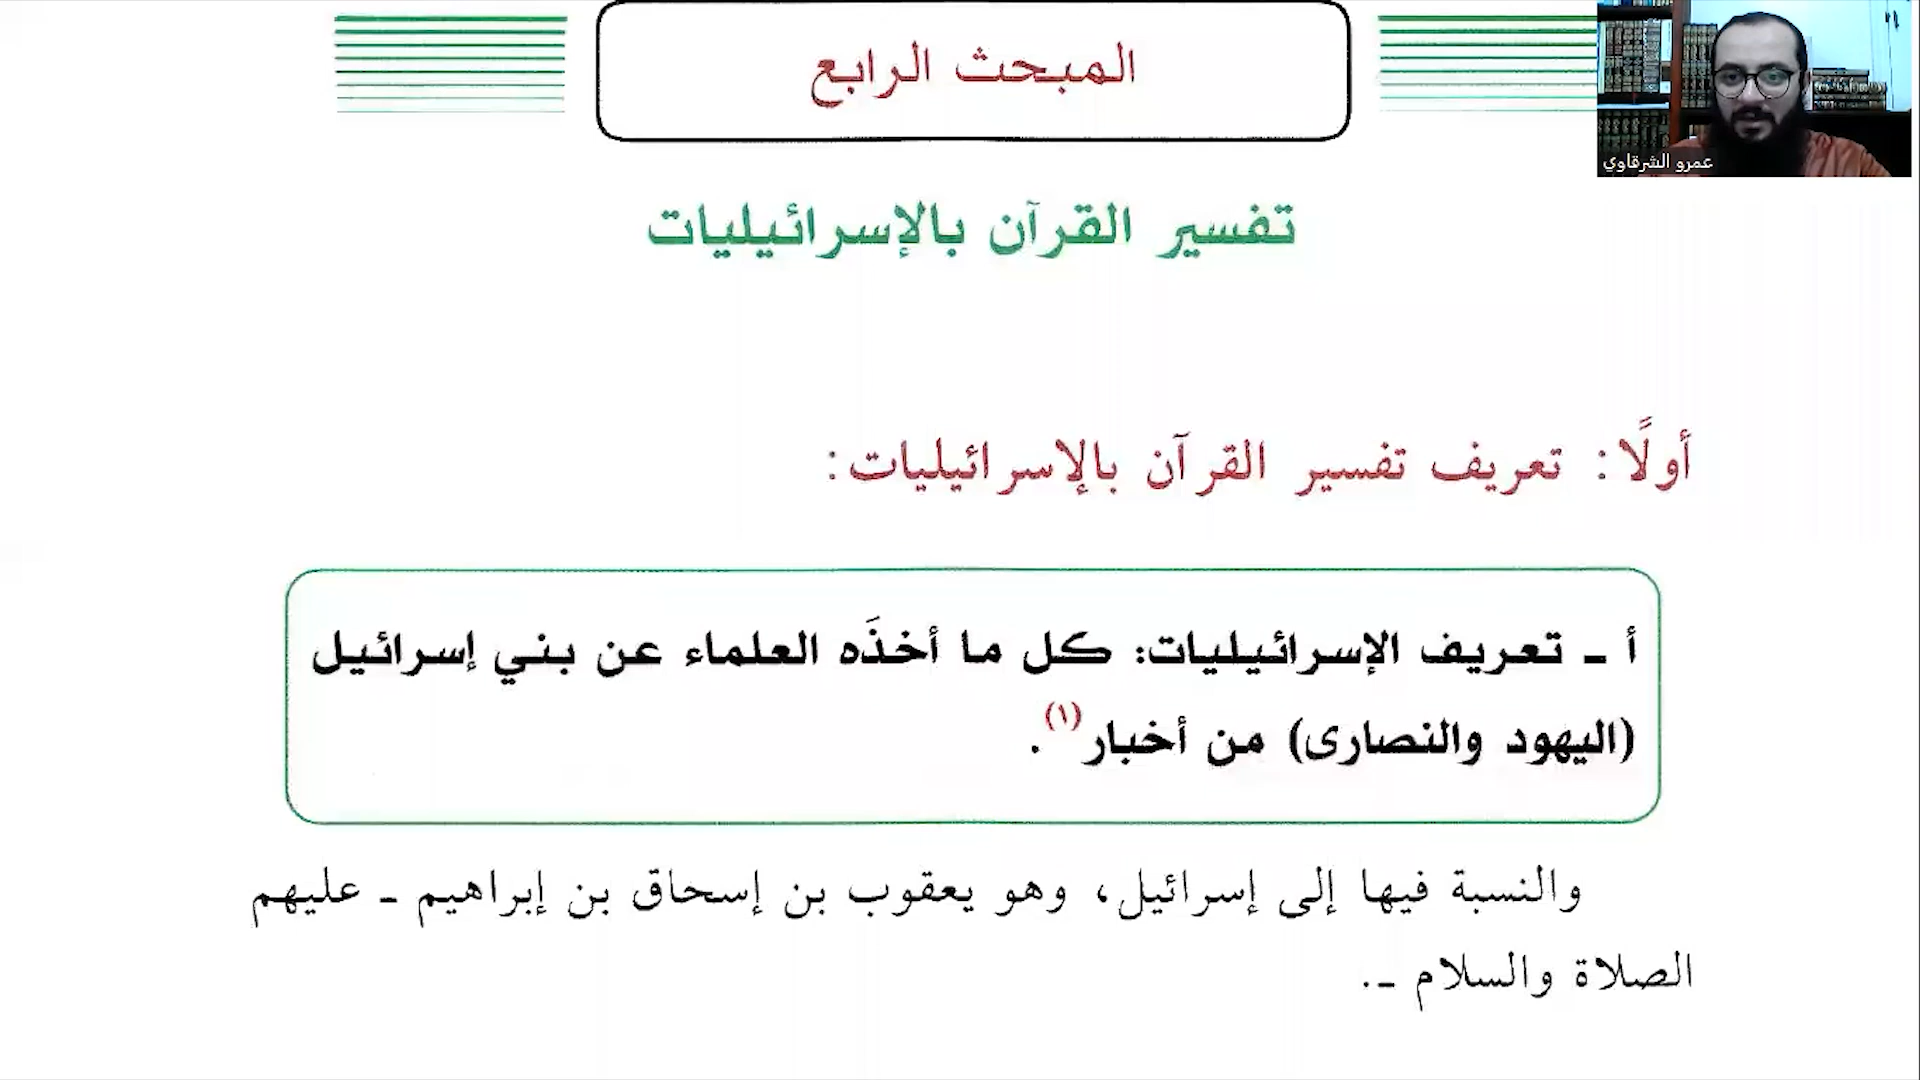 المبحث الرابع
عمرو الشرقاوي
تفسير القرآن بالإسرائيليات
أولًا: تعريف تفسير القرآن بالإسرائيليات:
أ ـ تعريف الإسرائيليات: كل ما أخذَه العلماء عن بني إسرائيل
(اليهود والنصارى) من أخبار(١).
والنسبة فيها إلى إسرائيل، وهو يعقوب بن إسحاق بن إبراهيم ـ عليهم
الصلاة والسلام ـ.